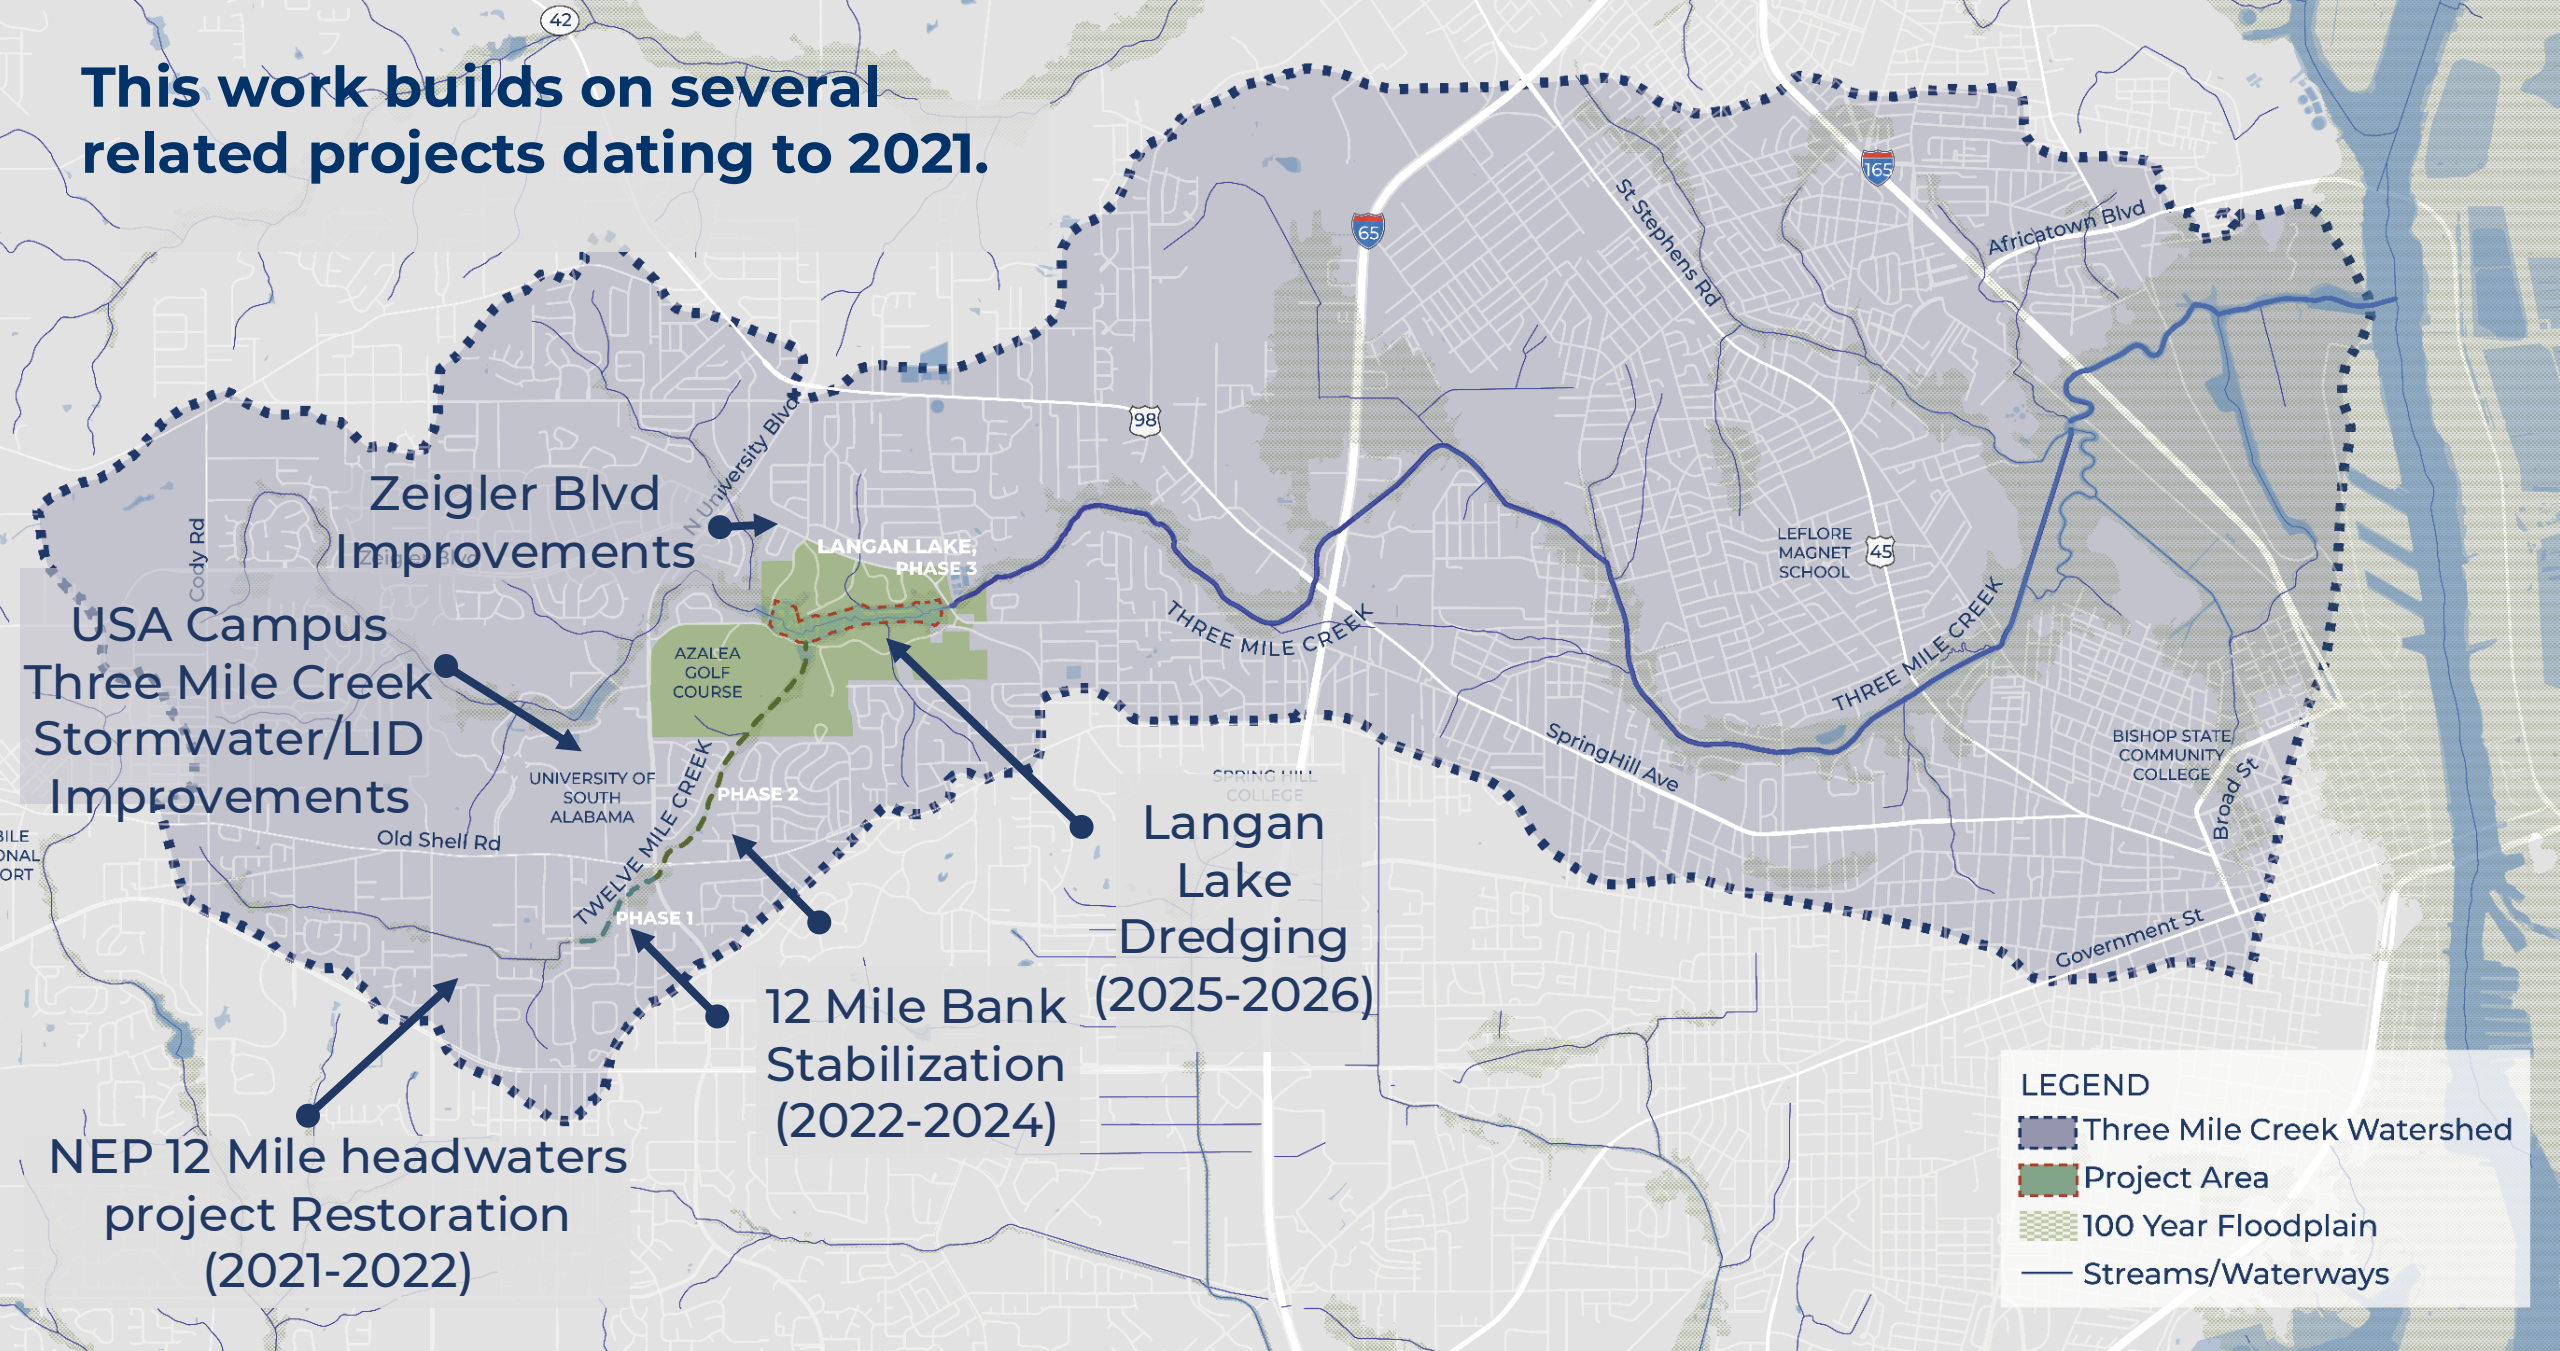 42
This work builds on several
related projects dating to 2021.
165
St Stephens Rd
Africatown Blvd
65
98
N University Blvd
Zeigler Blvd
Improvements
Zeigler Blvd
Cody Rd
LANGAN LAKE,
PHASE 3
LEFLORE
MAGNET
SCHOOL
45
USA Campus
Three Mile Creek
Stormwater/LID
Improvements
AZALEA
GOLF
COURSE
THREE MILE CREEK
THREE MILE CREEK
UNIVERSITY OF
SOUTH
ALABAMA
TWELVE MILE CREEK
PHASE 2
PHASE 1
SPRING HILL
COLLEGE
SpringHill Ave
BISHOP STATE
COMMUNITY
COLLEGE
Broad St
Old Shell Rd
BILE
ONAL
ORT
Government St
Langan
Lake
Dredging
(2025-2026)
12 Mile Bank
Stabilization
(2022-2024)
NEP 12 Mile headwaters
project Restoration
(2021-2022)
LEGEND
Three Mile Creek Watershed
Project Area
100 Year Floodplain
Streams/Waterways